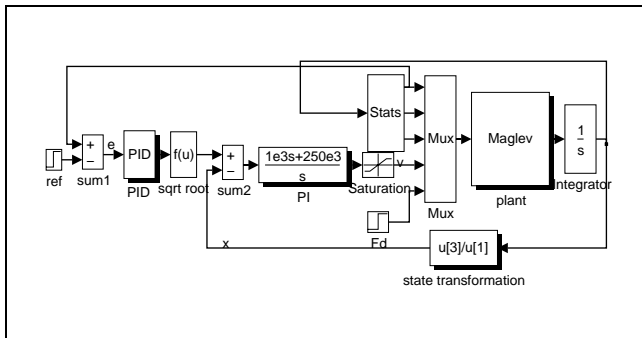 Stats
Mux
Maglev
1
s
Integrator
plant
Mux
+
−
e
PID
f(u)
+
−
1e3s+250e3
s
v
Saturation
ref
sum1
PID
sqrt root
sum2
PI
Fd
x
u[3]/u[1]
state transformation